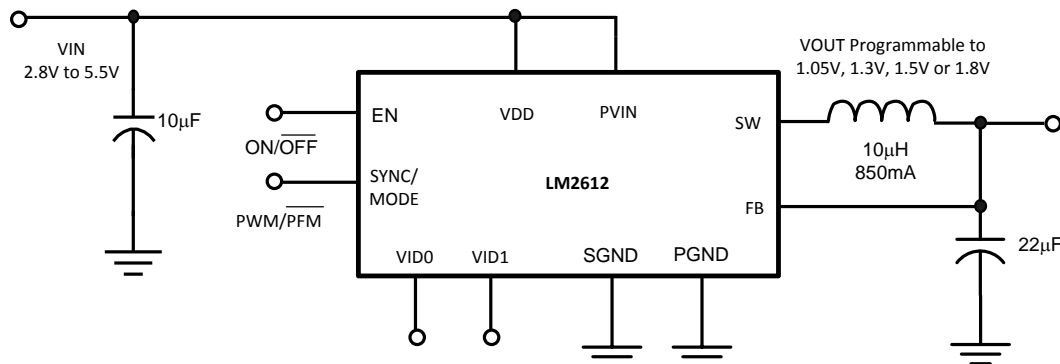 VIN
2.8V to 5.5V
10μF
EN
ON/OFF
SYNC/
MODE
PWM/PFM
VDD
PVIN
LM2612
VID0
VID1
SGND
PGND
SW
FB
VOUT Programmable to
1.05V, 1.3V, 1.5V or 1.8V
10μH
850mA
22μF